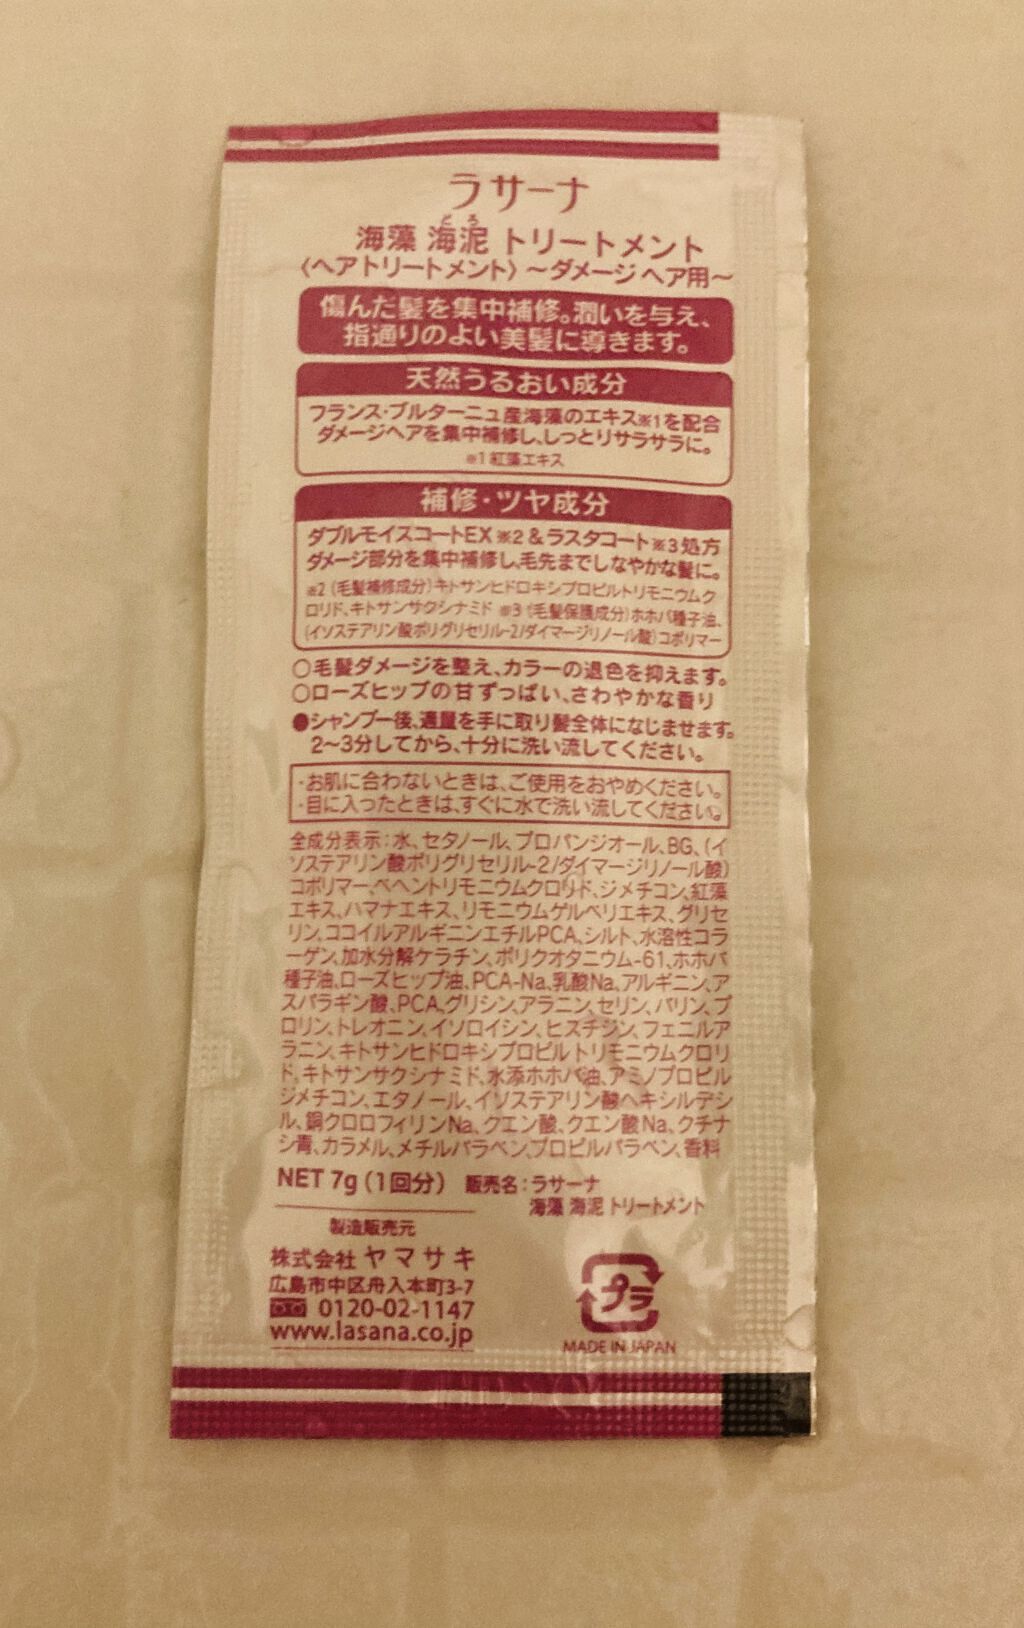 ラサーナ
どろ
海藻 海泥 トリートメント
〈ヘアトリートメント〉〜ダメージヘア用〜
傷んだ髪を集中補修。潤いを与え、
指通りのよい美髪に導きます。
天然うるおい成分
フランス・ブルターニュ産海藻のエキス※1を配合
ダメージヘアを集中補修し、しっとりサラサラに。
※1 紅藻エキス
補修・ツヤ成分
ダブルモイスコートEX※2&ラスタコート※3処方
ダメージ部分を集中補修し、毛先までしなやかな髪に。
※2 (毛髪補修成分)キトサンヒドロキシプロピルトリモニウムク
ロリド、キトサンサクシナミド ※3 (毛髪保護成分)ホホバ種子油、
(イソステアリン酸ポリグリセリル-2/ダイマージリノール酸)コポリマー
○毛髪ダメージを整え、カラーの退色を抑えます。
○ローズヒップの甘ずっぱい、さわやかな香り
●シャンプー後、適量を手に取り髪全体になじませます。
2〜3分してから、十分に洗い流してください。
・お肌に合わないときは、ご使用をおやめください。
・目に入ったときは、すぐに水で洗い流してください。
全成分表示:水、セタノール、プロパンジオール、BG、(イ
ソステアリン酸ポリグリセリル-2/ダイマージリノール酸)
コポリマー、ベヘントリモニウムクロリド、ジメチコン、紅藻
エキス、ハマナエキス、リモニウムゲルベリエキス、グリセ
リン、ココイルアルギニンエチルPCA、シルト、水溶性コラ
ーゲン、加水分解ケラチン、ポリクオタニウム-61、ホホバ
種子油、ローズヒップ油、PCA-Na、乳酸Na、アルギニン、ア
スパラギン酸、PCA、グリシン、アラニン、セリン、バリン、プ
ロリン、トレオニン、イソロイシン、ヒスチジン、フェニルア
ラニン、キトサンヒドロキシプロピルトリモニウムクロリ
ド、キトサンサクシナミド、水添ホホバ油、アミノプロピル
ジメチコン、エタノール、イソステアリン酸ヘキシルデシ
ル、銅クロロフィリンNa、クエン酸、クエン酸Na、クチナ
シ青、カラメル、メチルパラベン、プロピルパラベン、香料
NET 7g(1回分) 販売名:ラサーナ
海藻 海泥 トリートメント
製造販売元
株式会社 ヤマサキ
広島市中区舟入本町3-7
0120-02-1147
www.lasana.co.jp
プラ
MADE IN JAPAN